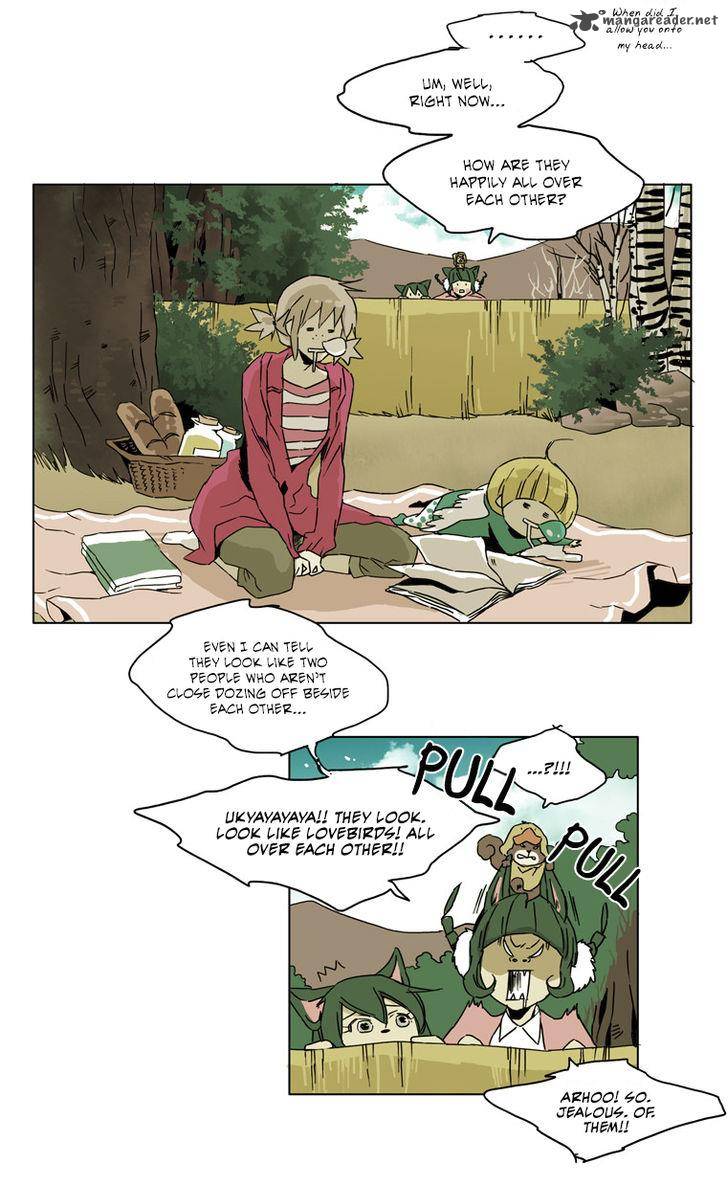 ......
When did I
allow you onto
my head...
mangareader.net
UM, WELL,
RIGHT NOW...
HOW ARE THEY
HAPPILY ALL OVER
EACH OTHER?
EVEN I CAN TELL
THEY LOOK LIKE TWO
PEOPLE WHO AREN'T
CLOSE DOZING OFF BESIDE
EACH OTHER...
PULL
...?!!!
UKYAYAYAYA!! THEY LOOK.
LOOK LIKE LOVEBIRDS! ALL
OVER EACH OTHER!!
PULL
ARHOO! SO.
JEALOUS. OF.
THEM!!